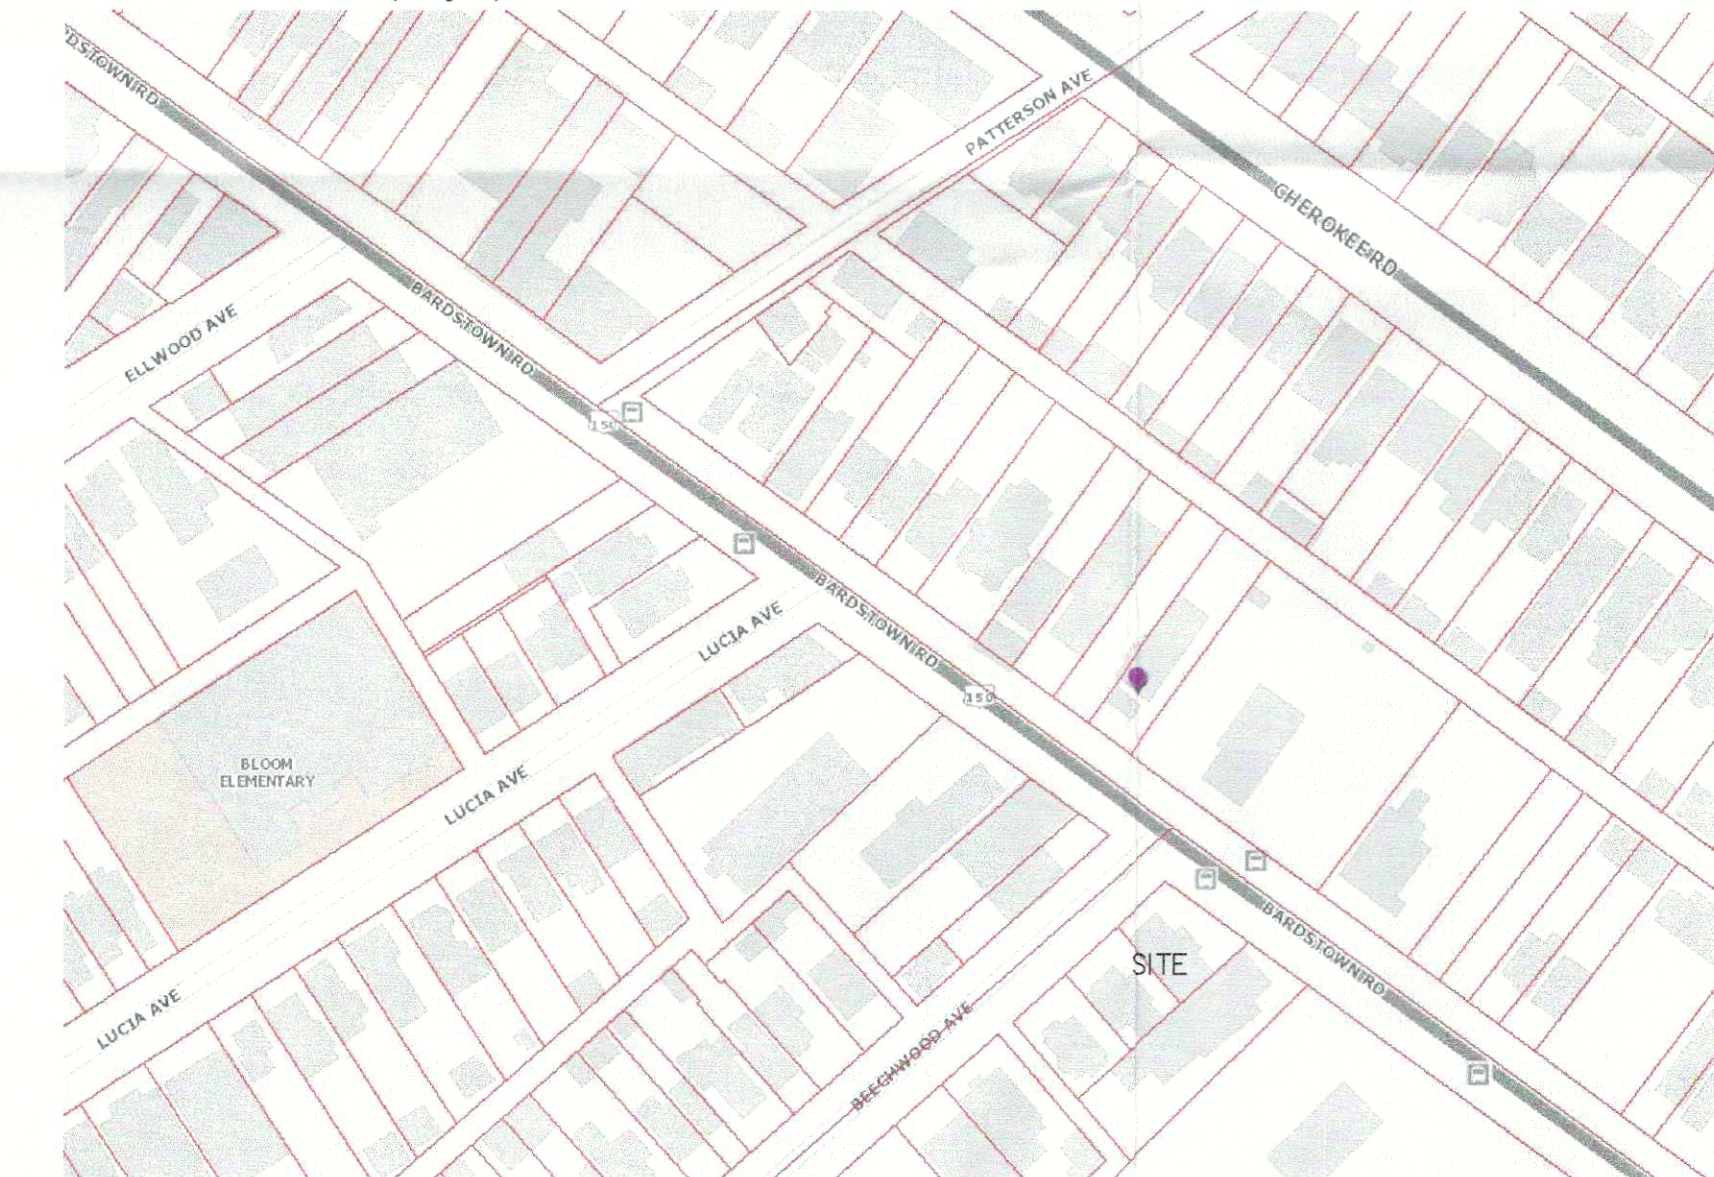 DSTOWN RD
PATTERSON AVE
CHEROKEE RD
ELLWOOD AVE
BARDSTOWN RD
150
BARDSTOWN RD
LUCIA AVE
150
BLOOM
ELEMENTARY
LUCIA AVE
BARDSTOWN RD
SITE
LUCIA AVE
BEECHWOOD AVE